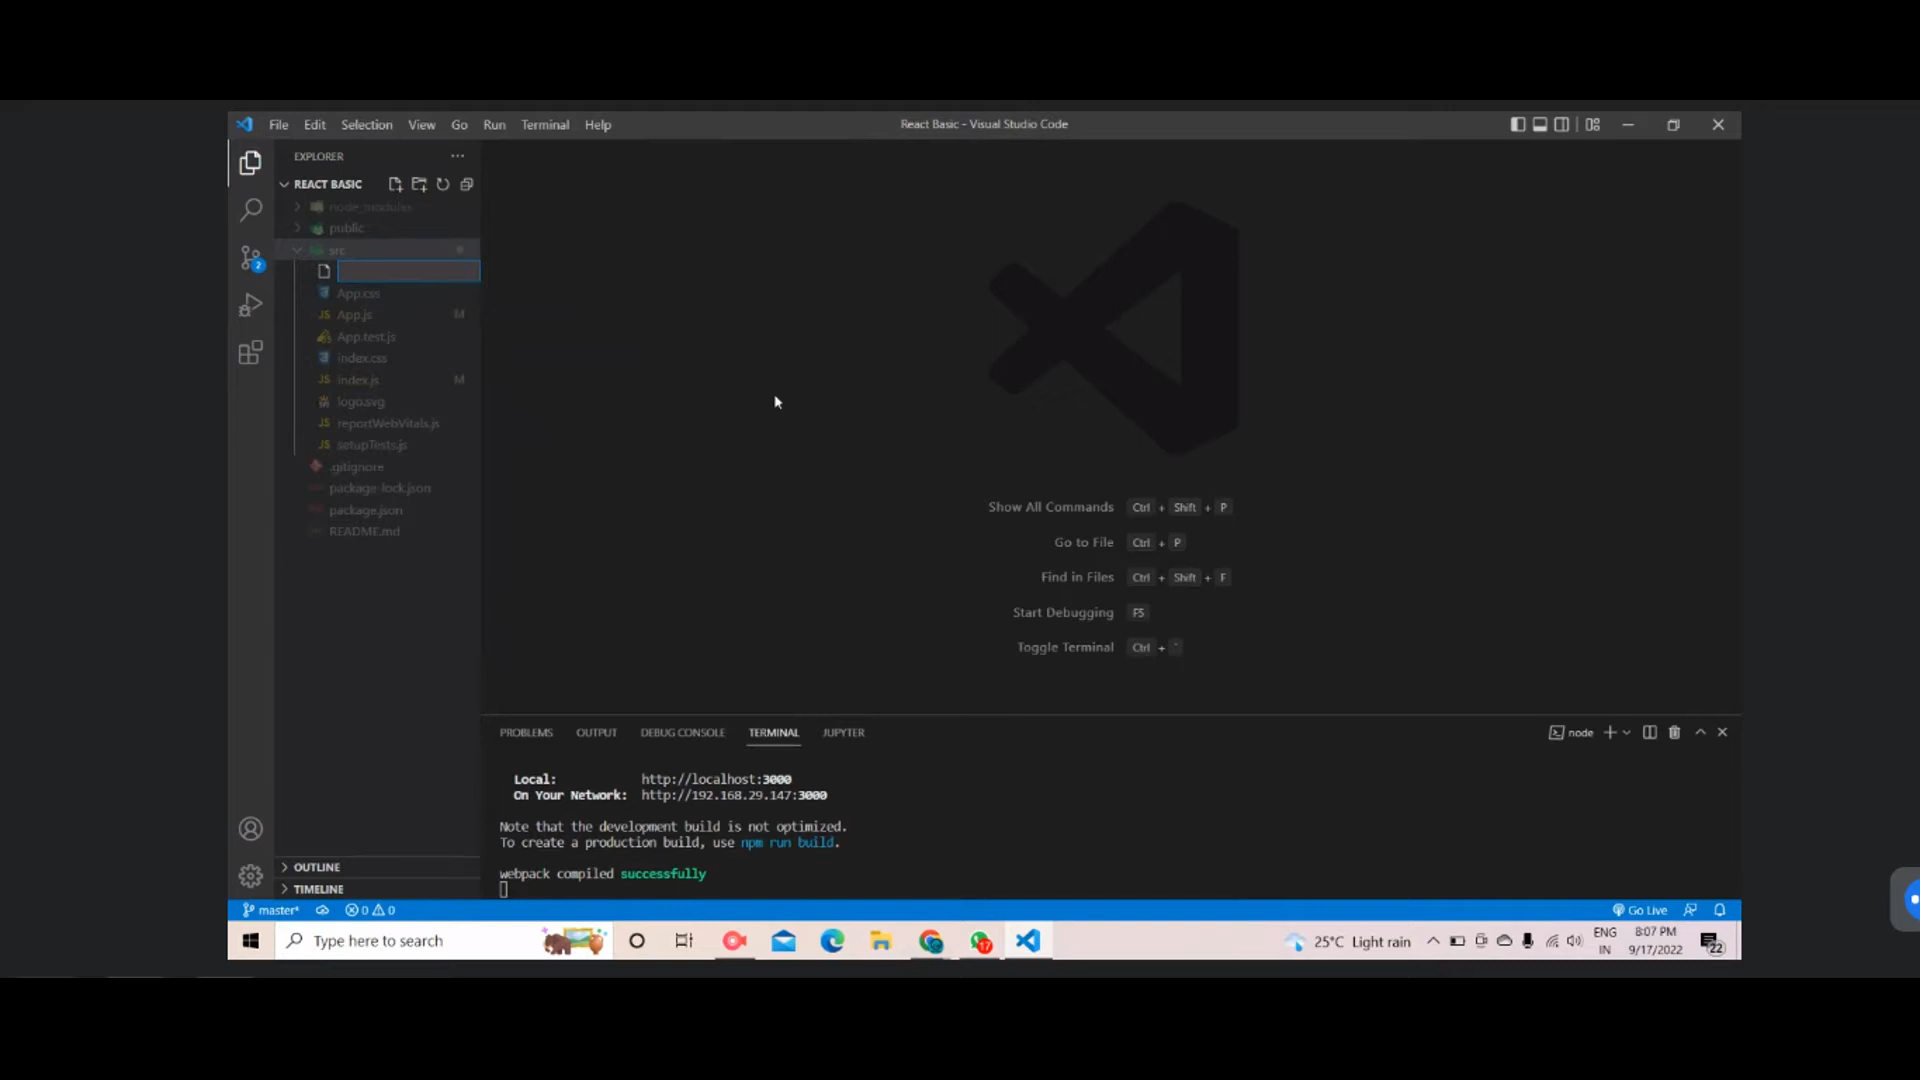 File Edit Selection View Go Run Terminal Help React Basic - Visual Studio Code
EXPLORER
REACT BASIC
node_modules
public
src
App.css
App.js M
App.test.js
index.css
index.js M
logo.svg
reportWebVitals.js
setupTests.js
.gitignore
package-lock.json
package.json
README.md
Show All Commands Ctrl + Shift + P
Go to File Ctrl + P
Find in Files Ctrl + Shift + F
Start Debugging F5
Toggle Terminal Ctrl + `
PROBLEMS OUTPUT DEBUG CONSOLE TERMINAL JUPYTER node
Local: http://localhost:3000
On Your Network: http://192.168.29.147:3000
Note that the development build is not optimized.
To create a production build, use npm run build.
webpack compiled successfully
OUTLINE
TIMELINE
master* 0 0 Go Live
Type here to search 17 25°C Light rain ENG IN 8:07 PM 9/17/2022 22